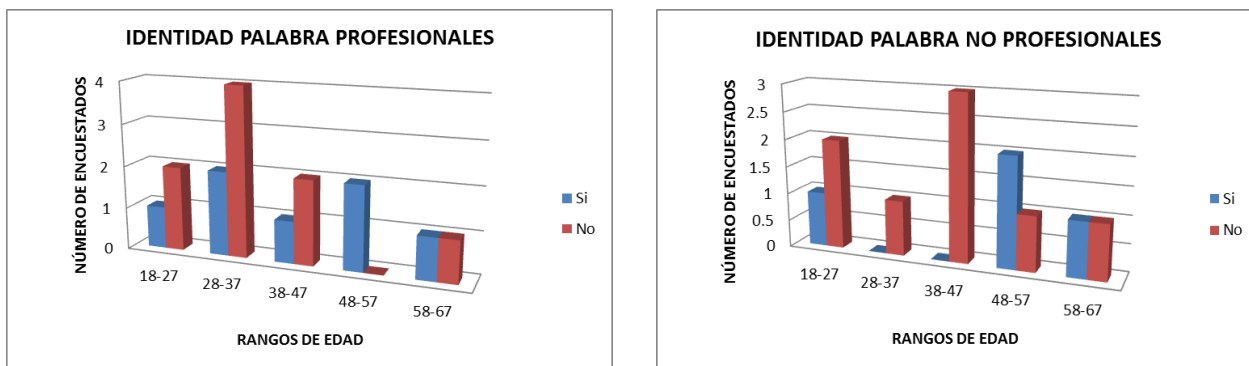 IDENTIDAD PALABRA PROFESIONALES
NÚMERO DE ENCUESTADOS
4
3
2
1
0
18-27
28-37
38-47
48-57
58-67
RANGOS DE EDAD
Si
No
IDENTIDAD PALABRA NO PROFESIONALES
NÚMERO DE ENCUESTADOS
3
2.5
2
1.5
1
0.5
0
18-27
28-37
38-47
48-57
58-67
RANGOS DE EDAD
Si
No